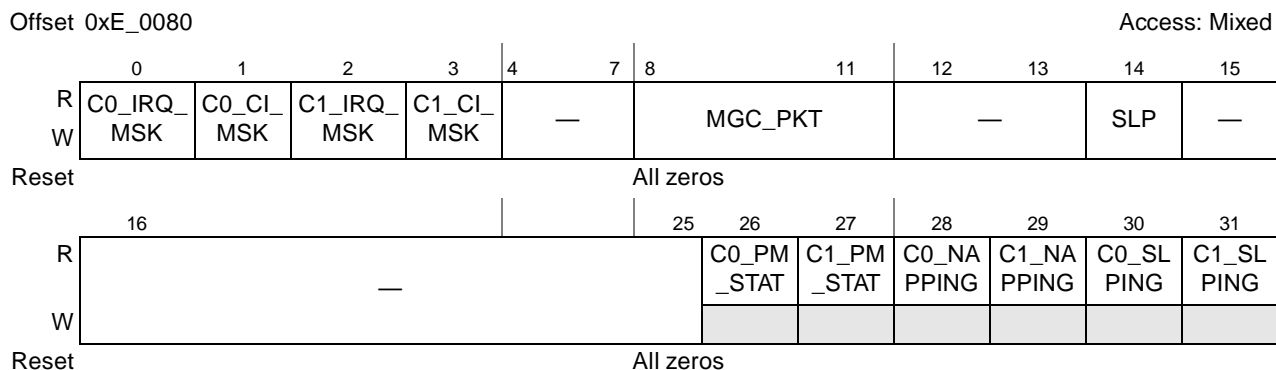 Offset 0xE_0080 Access: Mixed
0 1 2 3 4 7 8 11 12 13 14 15
R C0_IRQ_ C0_CI_ C1_IRQ_ C1_CI_ — MGC_PKT — SLP —
W MSK MSK MSK MSK
Reset All zeros
16 25 26 27 28 29 30 31
R — C0_PM C1_PM C0_NA C1_NA C0_SL C1_SL
_STAT _STAT PPING PPING PING PING
W
Reset All zeros